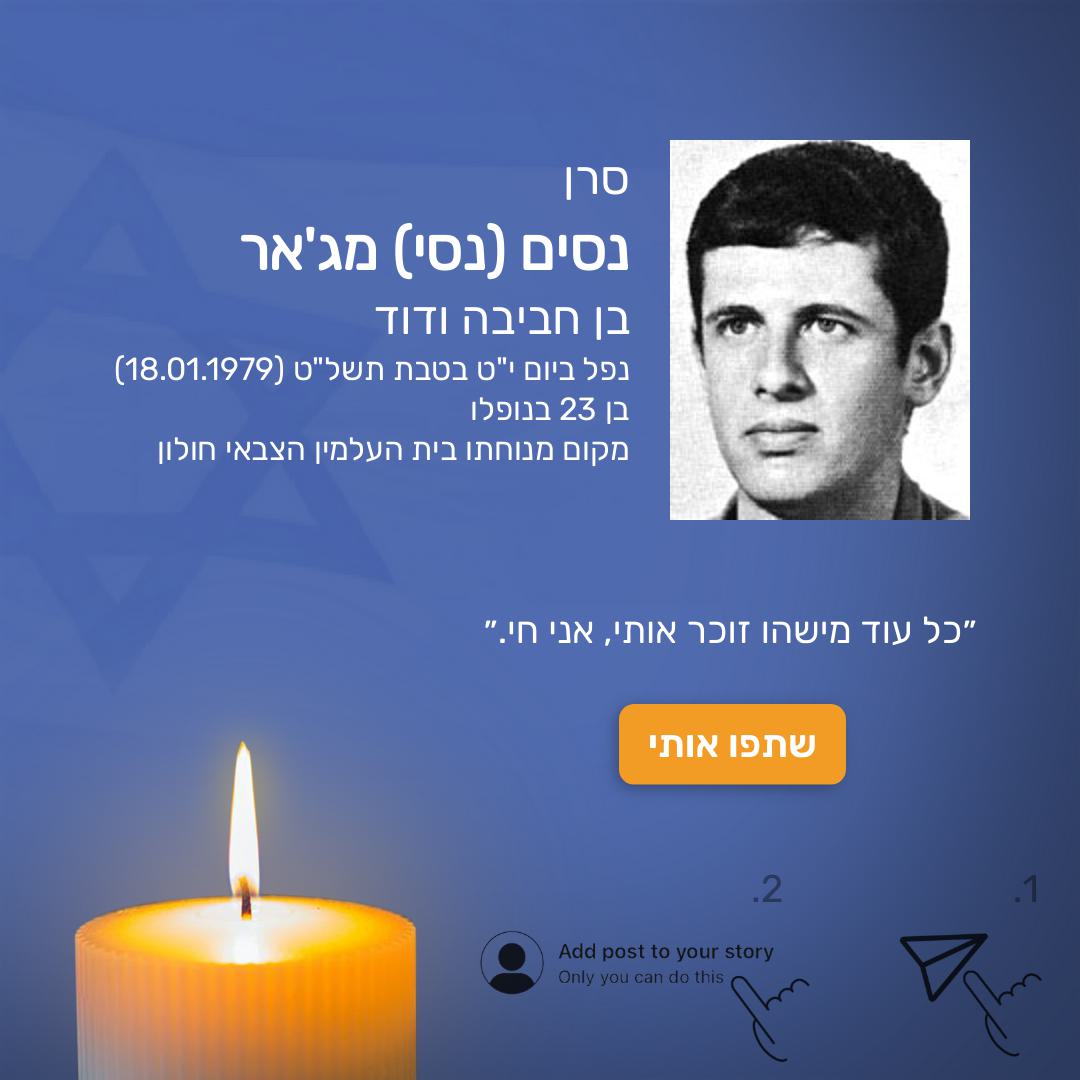 סרן
נסים (נסי) מג'אר
בן חביבה ודוד
נפל ביום י"ט בטבת תשל"ט (18.01.1979)
בן 23 בנופלו
מקום מנוחתו בית העלמין הצבאי חולון
״כל עוד מישהו זוכר אותי, אני חי.״
שתפו אותי
1.
2.
Add post to your story
Only you can do this